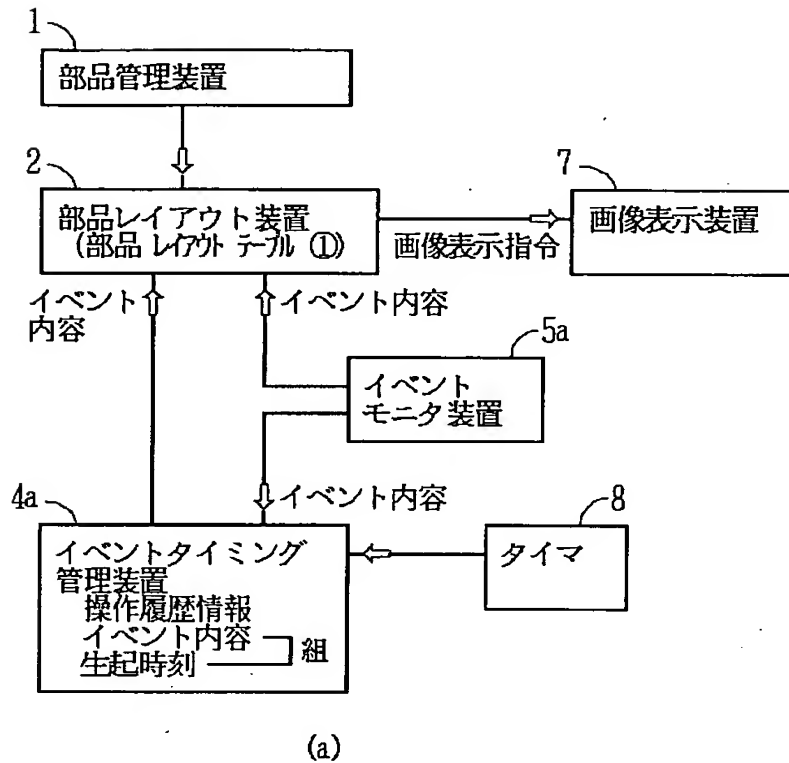 1
部品管理装置
2
部品レイアウト装置
(部品 レイアウト テーブル ①)
画像表示指令
7
画像表示装置
イベント
内容
イベント内容
5a
イベント
モニタ装置
イベント内容
4a
イベントタイミング
管理装置
操作履歴情報
イベント内容
生起時刻
組
8
タイマ
(a)